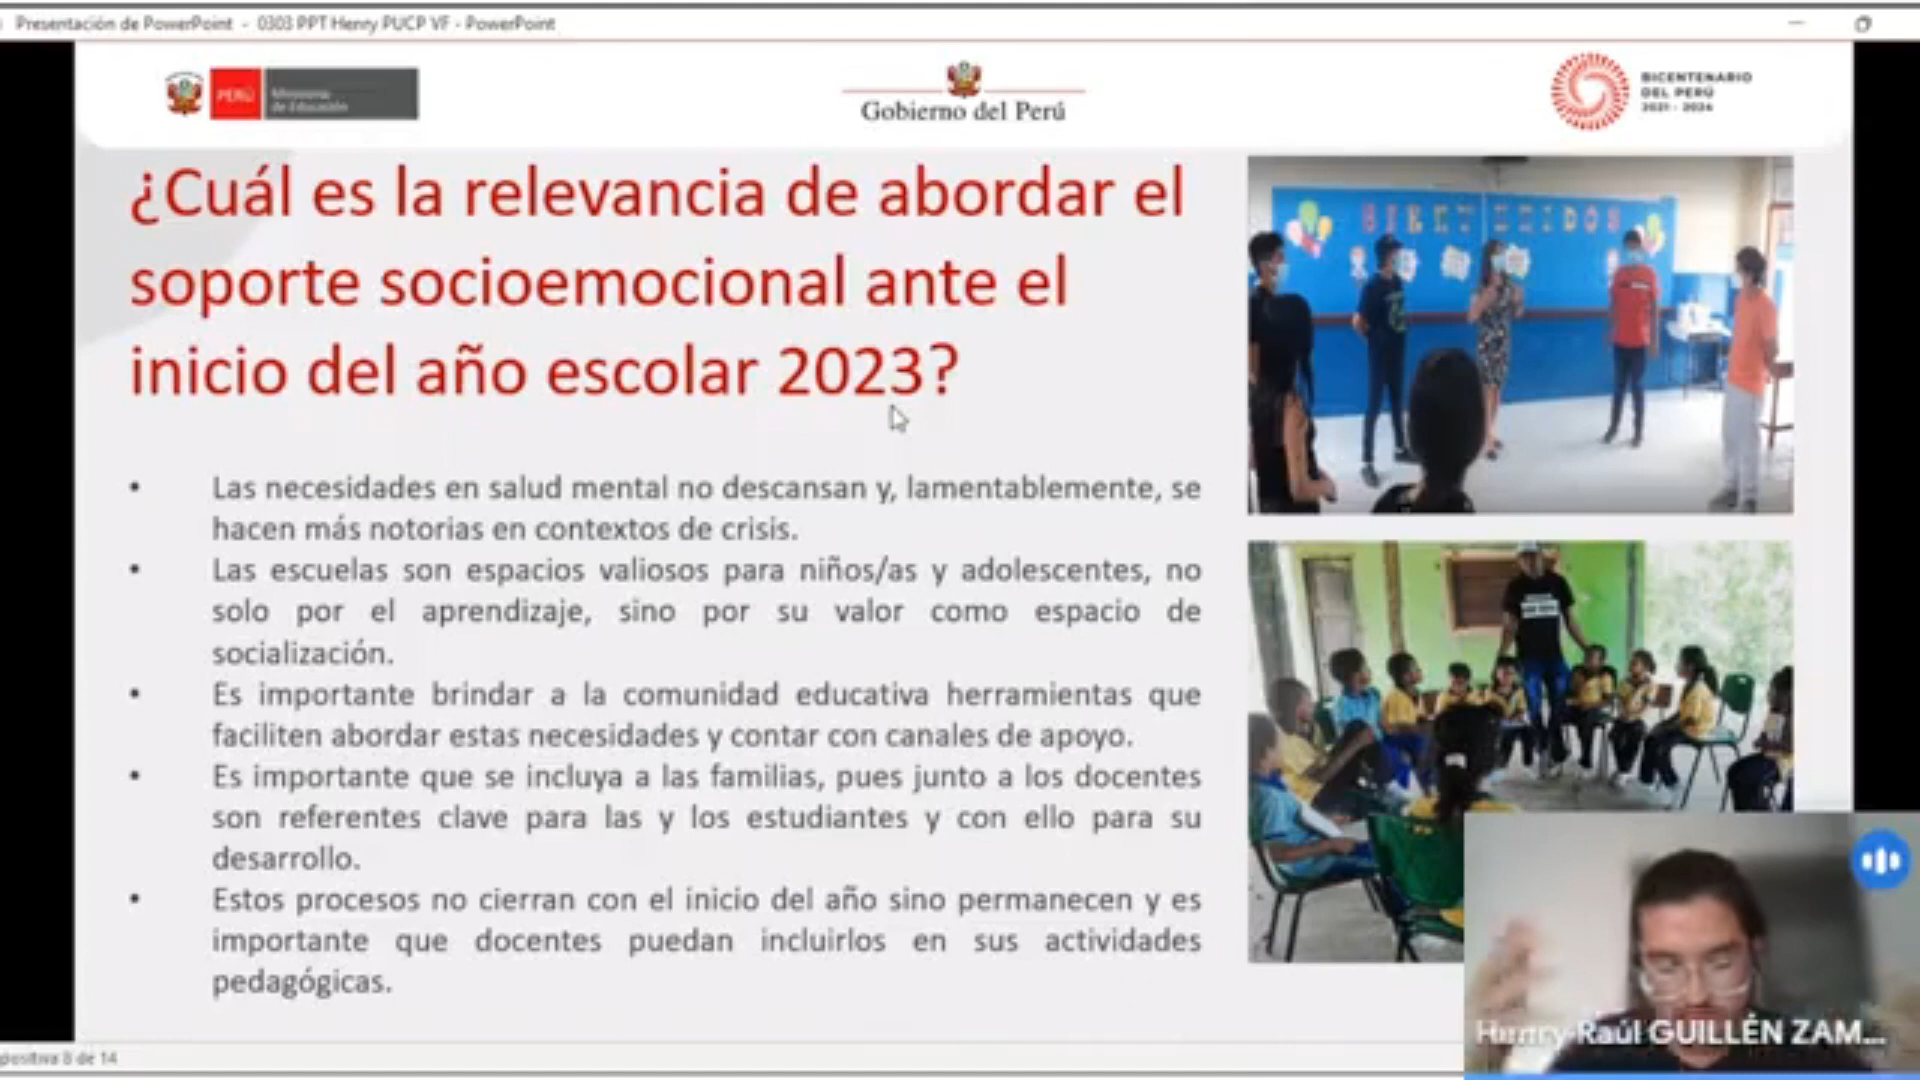 Presentación de PowerPoint - 0303 PPT Henry PUCP VF - PowerPoint
PERÚ
Ministerio
de Educación
Gobierno del Perú
BICENTENARIO
DEL PERÚ
2021 - 2024
¿Cuál es la relevancia de abordar el
soporte socioemocional ante el
inicio del año escolar 2023?
BIENVENIDOS
• Las necesidades en salud mental no descansan y, lamentablemente, se
hacen más notorias en contextos de crisis.
• Las escuelas son espacios valiosos para niños/as y adolescentes, no
solo por el aprendizaje, sino por su valor como espacio de
socialización.
• Es importante brindar a la comunidad educativa herramientas que
faciliten abordar estas necesidades y contar con canales de apoyo.
• Es importante que se incluya a las familias, pues junto a los docentes
son referentes clave para las y los estudiantes y con ello para su
desarrollo.
• Estos procesos no cierran con el inicio del año sino permanecen y es
importante que docentes puedan incluirlos en sus actividades
pedagógicas.
Henry Raúl GUILLÉN ZAM...
positiva 8 de 14